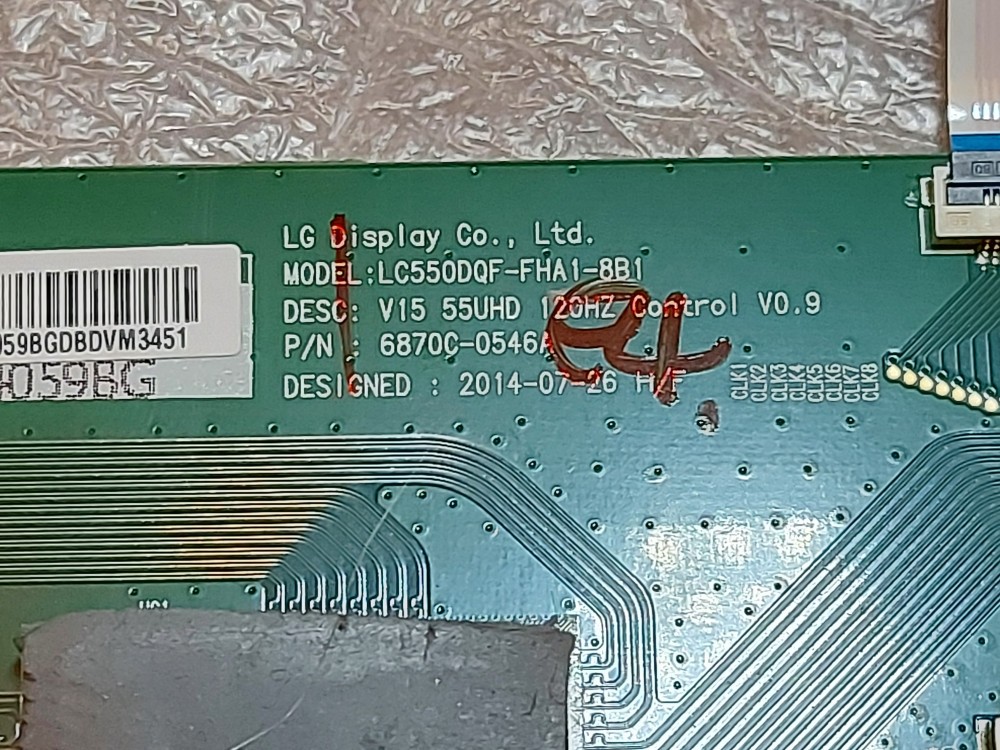 LG Display Co., Ltd.
MODEL:LC550DQF-FHA1-8B1
DESC: V15 55UHD 120HZ Control V0.9
P/N : 6870C-0546A
DESIGNED : 2014-07-26 H/F
059BGDBDVM3451
A059BG
CLK1
CLK2
CLK3
CLK4
CLK5
CLK6
CLK7
CLK8